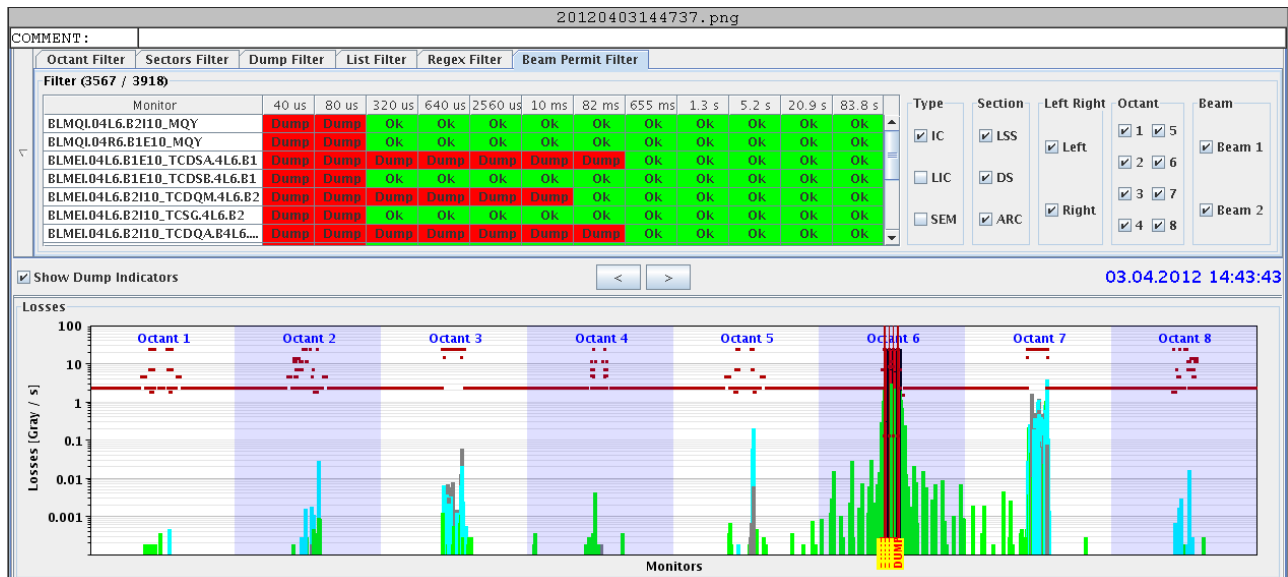 20120403144737.png
COMMENT:
Octant Filter Sectors Filter Dump Filter List Filter Regex Filter Beam Permit Filter
Filter (3567 / 3918)
Monitor 40 us 80 us 320 us 640 us 2560 us 10 ms 82 ms 655 ms 1.3 s 5.2 s 20.9 s 83.8 s
BLMQI.04L6.B2I10_MQY Dump Dump Ok Ok Ok Ok Ok Ok Ok Ok Ok Ok
BLMQI.04R6.B1E10_MQY Dump Dump Ok Ok Ok Ok Ok Ok Ok Ok Ok Ok
BLMEI.04L6.B1E10_TCDSA.4L6.B1 Dump Dump Dump Dump Dump Dump Dump Ok Ok Ok Ok Ok
BLMEI.04L6.B1E10_TCDSB.4L6.B1 Dump Dump Ok Ok Ok Ok Ok Ok Ok Ok Ok Ok
BLMEI.04L6.B2I10_TCDQM.4L6.B2 Dump Dump Dump Dump Dump Dump Ok Ok Ok Ok Ok Ok
BLMEI.04L6.B2I10_TCSG.4L6.B2 Dump Dump Ok Ok Ok Ok Ok Ok Ok Ok Ok Ok
BLMEI.04L6.B2I10_TCDQA.B4L6.... Dump Dump Dump Dump Dump Dump Dump Ok Ok Ok Ok Ok
Type Section Left Right Octant Beam
IC LSS Left 1 5 Beam 1
LIC DS 2 6
SEM ARC Right 3 7 Beam 2
4 8
Show Dump Indicators < > 03.04.2012 14:43:43
Losses
Octant 1 Octant 2 Octant 3 Octant 4 Octant 5 Octant 6 Octant 7 Octant 8
100
10
1
0.1
0.01
0.001
Losses [Gray / s]
DUMP
Monitors